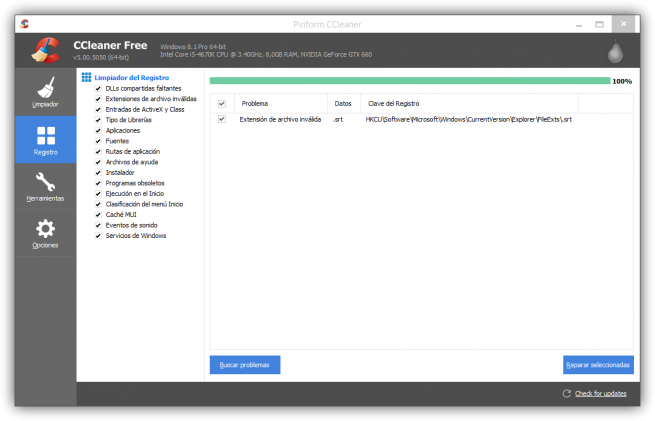 Piriform CCleaner
CCleaner Free
v5.00.5050 (64-bit)
Windows 8.1 Pro 64-bit
Intel Core i5-4670K CPU @ 3.40GHz, 8,0GB RAM, NVIDIA GeForce GTX 660
Limpiador
Registro
Herramientas
Opciones
Limpiador del Registro
DLLs compartidas faltantes
Extensiones de archivo inválidas
Entradas de ActiveX y Class
Tipo de Librerías
Aplicaciones
Fuentes
Rutas de aplicación
Archivos de ayuda
Instalador
Programas obsoletos
Ejecución en el Inicio
Clasificación del menú Inicio
Caché MUI
Eventos de sonido
Servicios de Windows
100%
Problema Datos Clave del Registro
Extensión de archivo inválida .srt HKCU\Software\Microsoft\Windows\CurrentVersion\Explorer\FileExts\.srt
Buscar problemas
Reparar seleccionadas
Check for updates